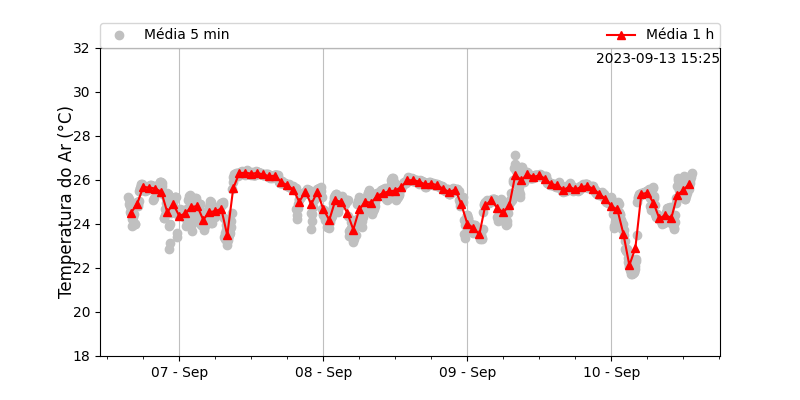 Média 5 min
Média 1 h
2023-09-13 15:25
Temperatura do Ar (°C)
32
30
28
26
24
22
20
18
07 - Sep
08 - Sep
09 - Sep
10 - Sep